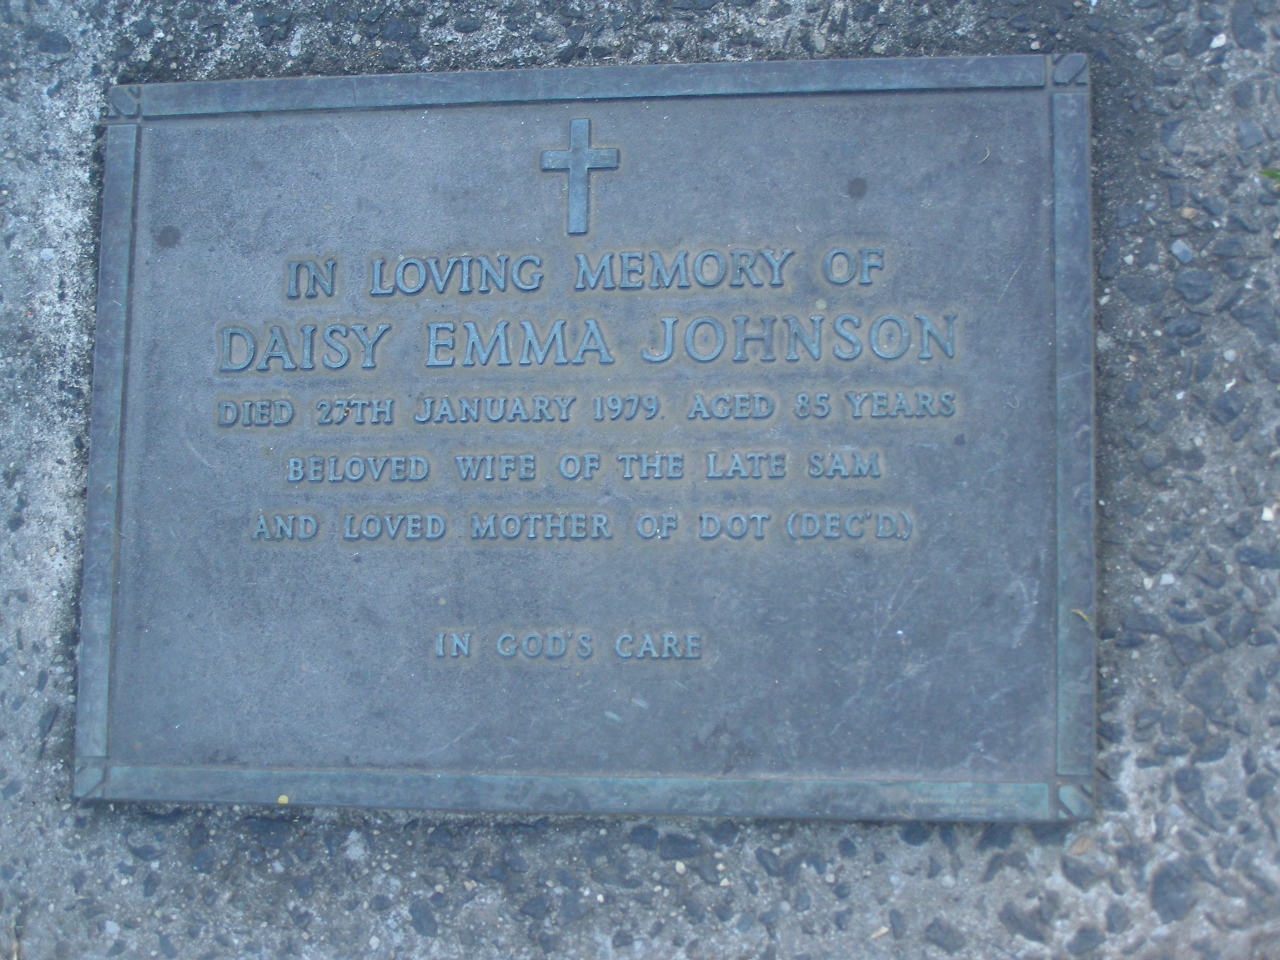 IN LOVING MEMORY OF
DAISY EMMA JOHNSON
DIED 27TH JANUARY 1979. AGED 85 YEARS
BELOVED WIFE OF THE LATE SAM
AND LOVED MOTHER OF DOT (DEC'D.)
IN GOD'S CARE